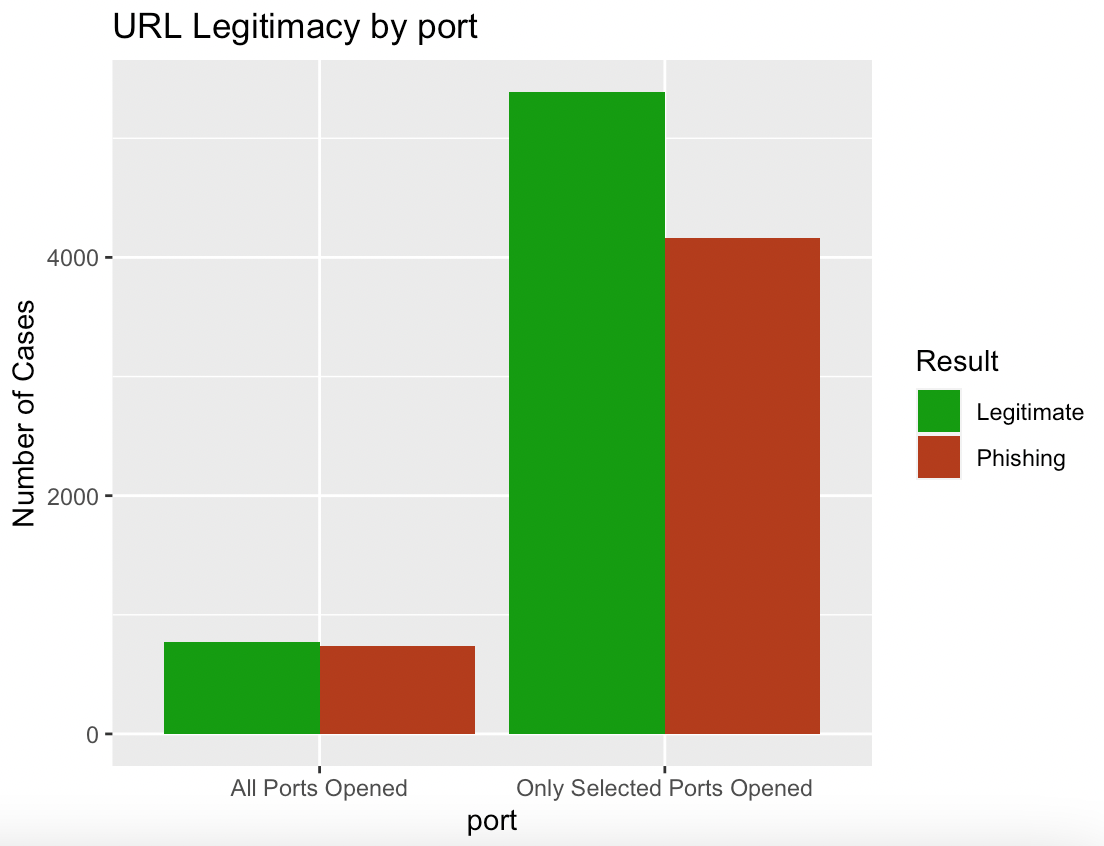 URL Legitimacy by port
Number of Cases
4000
2000
0
All Ports Opened
Only Selected Ports Opened
port
Result
Legitimate
Phishing